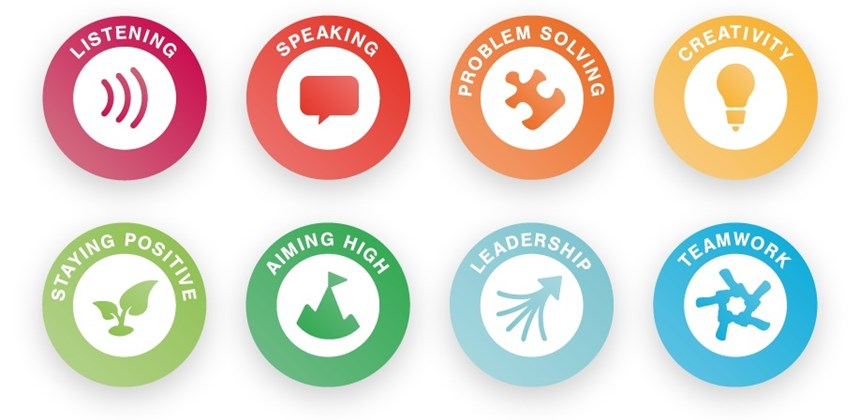 LISTENING
SPEAKING
PROBLEM SOLVING
CREATIVITY
STAYING POSITIVE
AIMING HIGH
LEADERSHIP
TEAMWORK